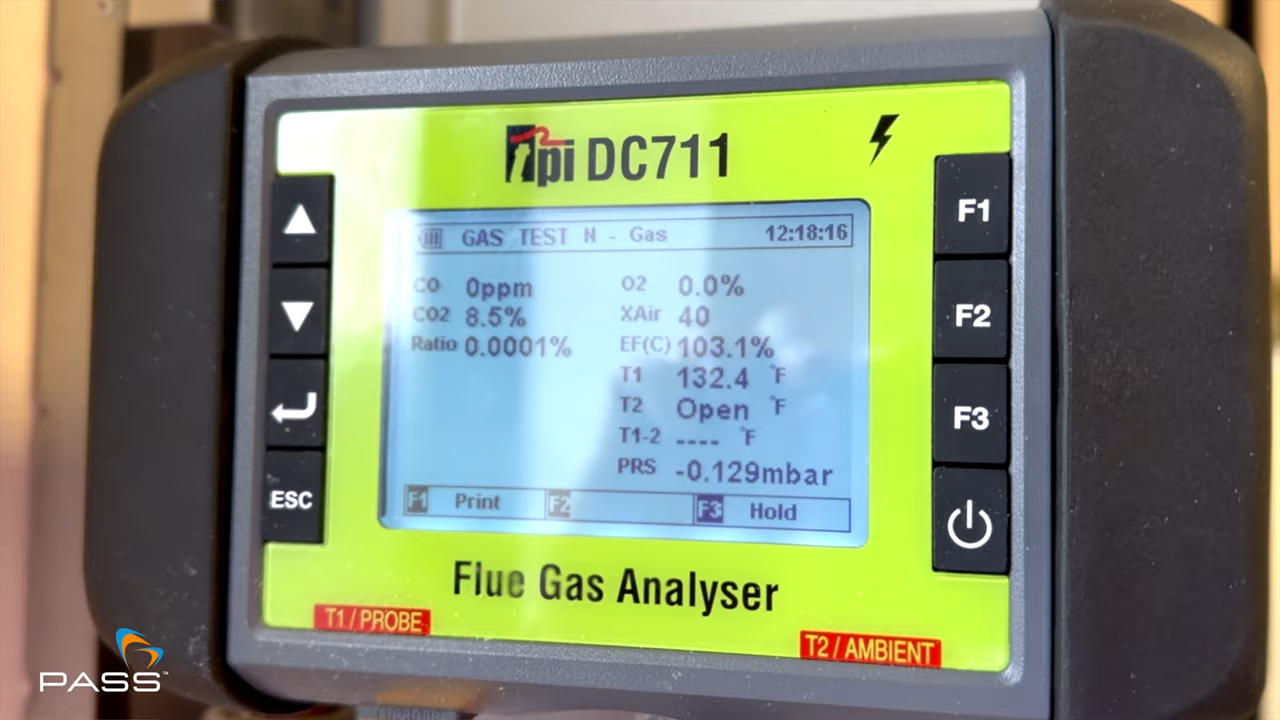 tpi DC711
GAS TEST N - Gas 12:18:16
CO 0ppm O2 0.0%
CO2 8.5% XAir 40
Ratio 0.0001% EF(C) 103.1%
T1 132.4 °F
T2 Open °F
T1-2 ---- °F
PRS -0.129mbar
F1 Print F2 F3 Hold
F1
F2
F3
ESC
Flue Gas Analyser
T1 / PROBE
T2 / AMBIENT
PASS™